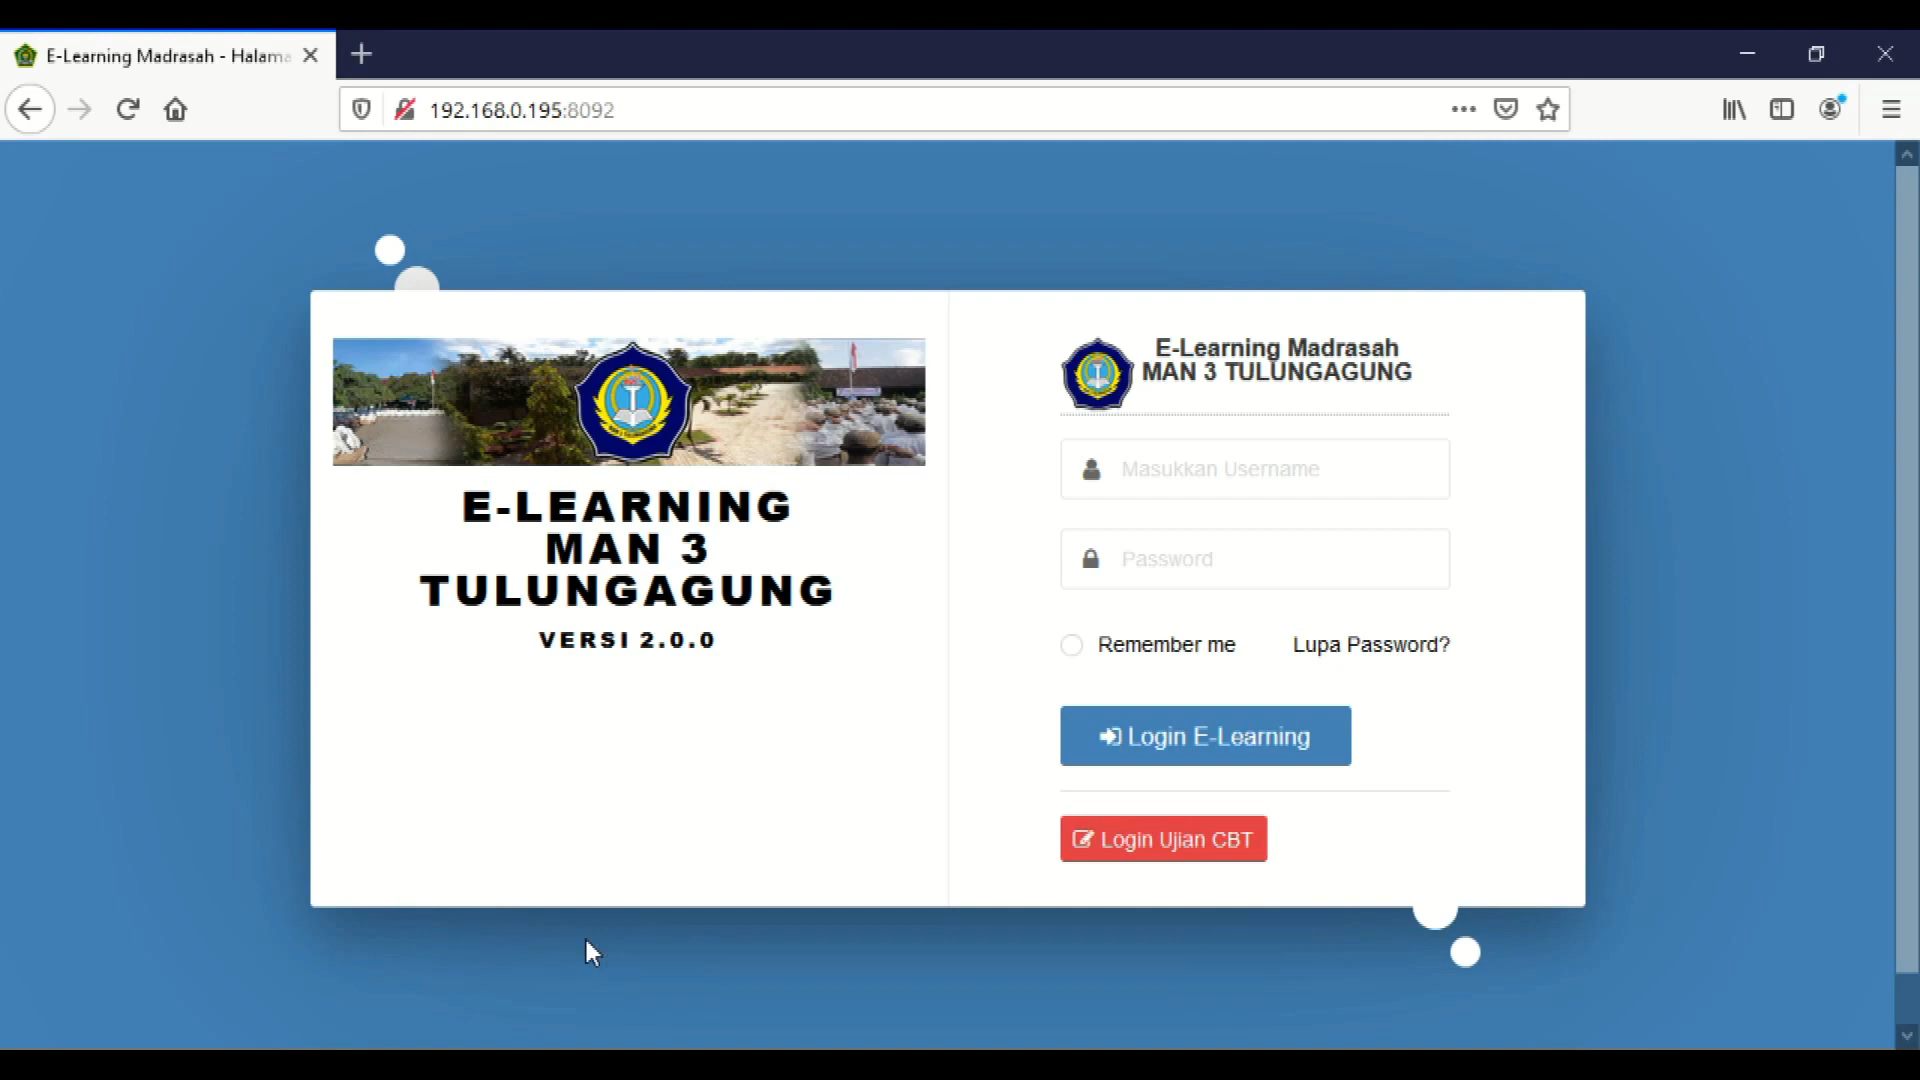 E-Learning Madrasah - Halama
192.168.0.195:8092
E-LEARNING
MAN 3
TULUNGAGUNG
VERSI 2.0.0
E-Learning Madrasah
MAN 3 TULUNGAGUNG
Masukkan Username
Password
Remember me
Lupa Password?
Login E-Learning
Login Ujian CBT